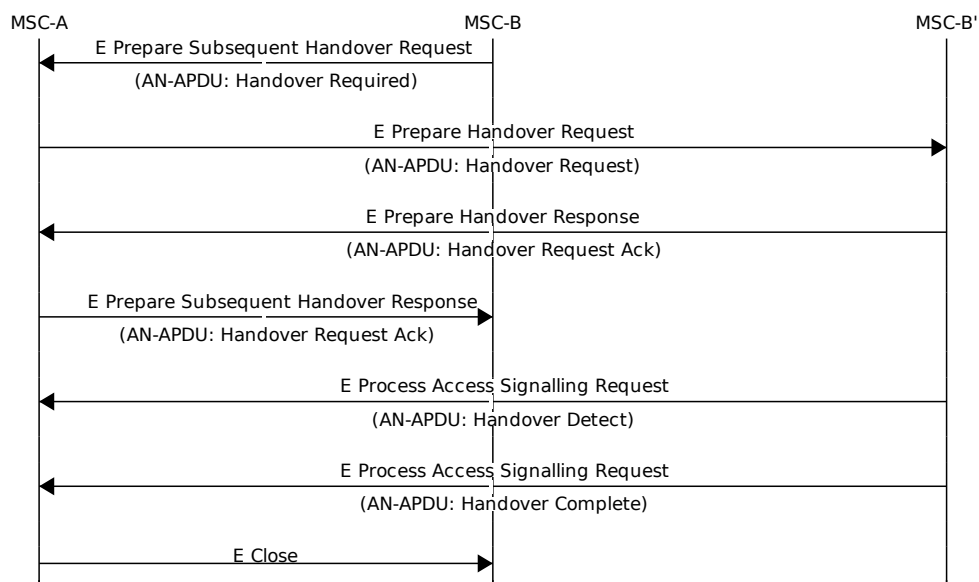 MSC-A MSC-B MSC-B'
E Prepare Subsequent Handover Request
(AN-APDU: Handover Required)
E Prepare Handover Request
(AN-APDU: Handover Request)
E Prepare Handover Response
(AN-APDU: Handover Request Ack)
E Prepare Subsequent Handover Response
(AN-APDU: Handover Request Ack)
E Process Access Signalling Request
(AN-APDU: Handover Detect)
E Process Access Signalling Request
(AN-APDU: Handover Complete)
E Close